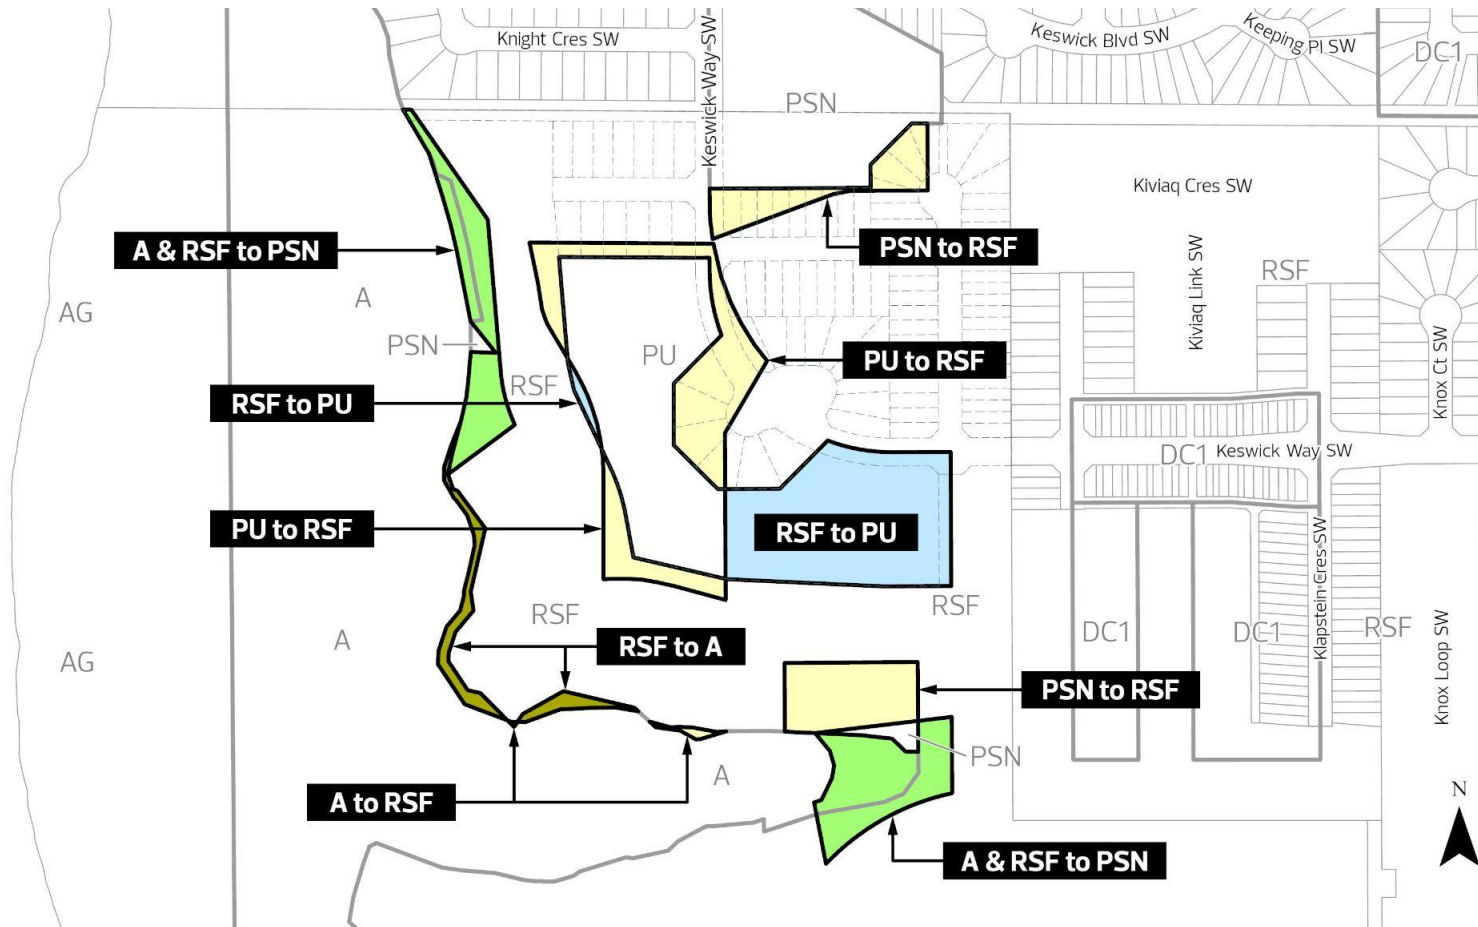 Knight Cres SW
Keswick Way SW
Keswick Blvd SW
Keeping Pl SW
DC1
PSN
Kiviaq Cres SW
A & RSF to PSN
PSN to RSF
Kiviaq Link SW
RSF
AG
A
PSN
PU
PU to RSF
RSF
RSF to PU
Knox Ct SW
DC1
Keswick Way SW
PU to RSF
RSF to PU
Klapstein Cres SW
RSF
RSF
DC1
DC1
RSF
A
AG
RSF to A
Knox Loop SW
PSN to RSF
PSN
A
A to RSF
N
A & RSF to PSN